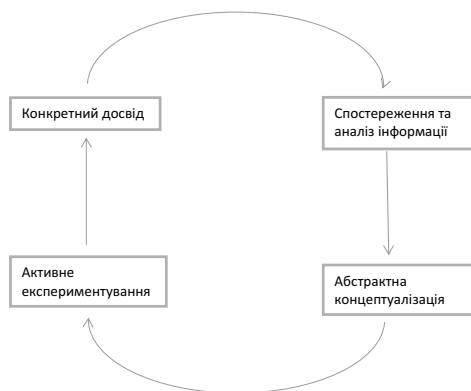 Конкретний досвід
Спостереження та
аналіз інформації
Активне
експериментування
Абстрактна
концептуалізація